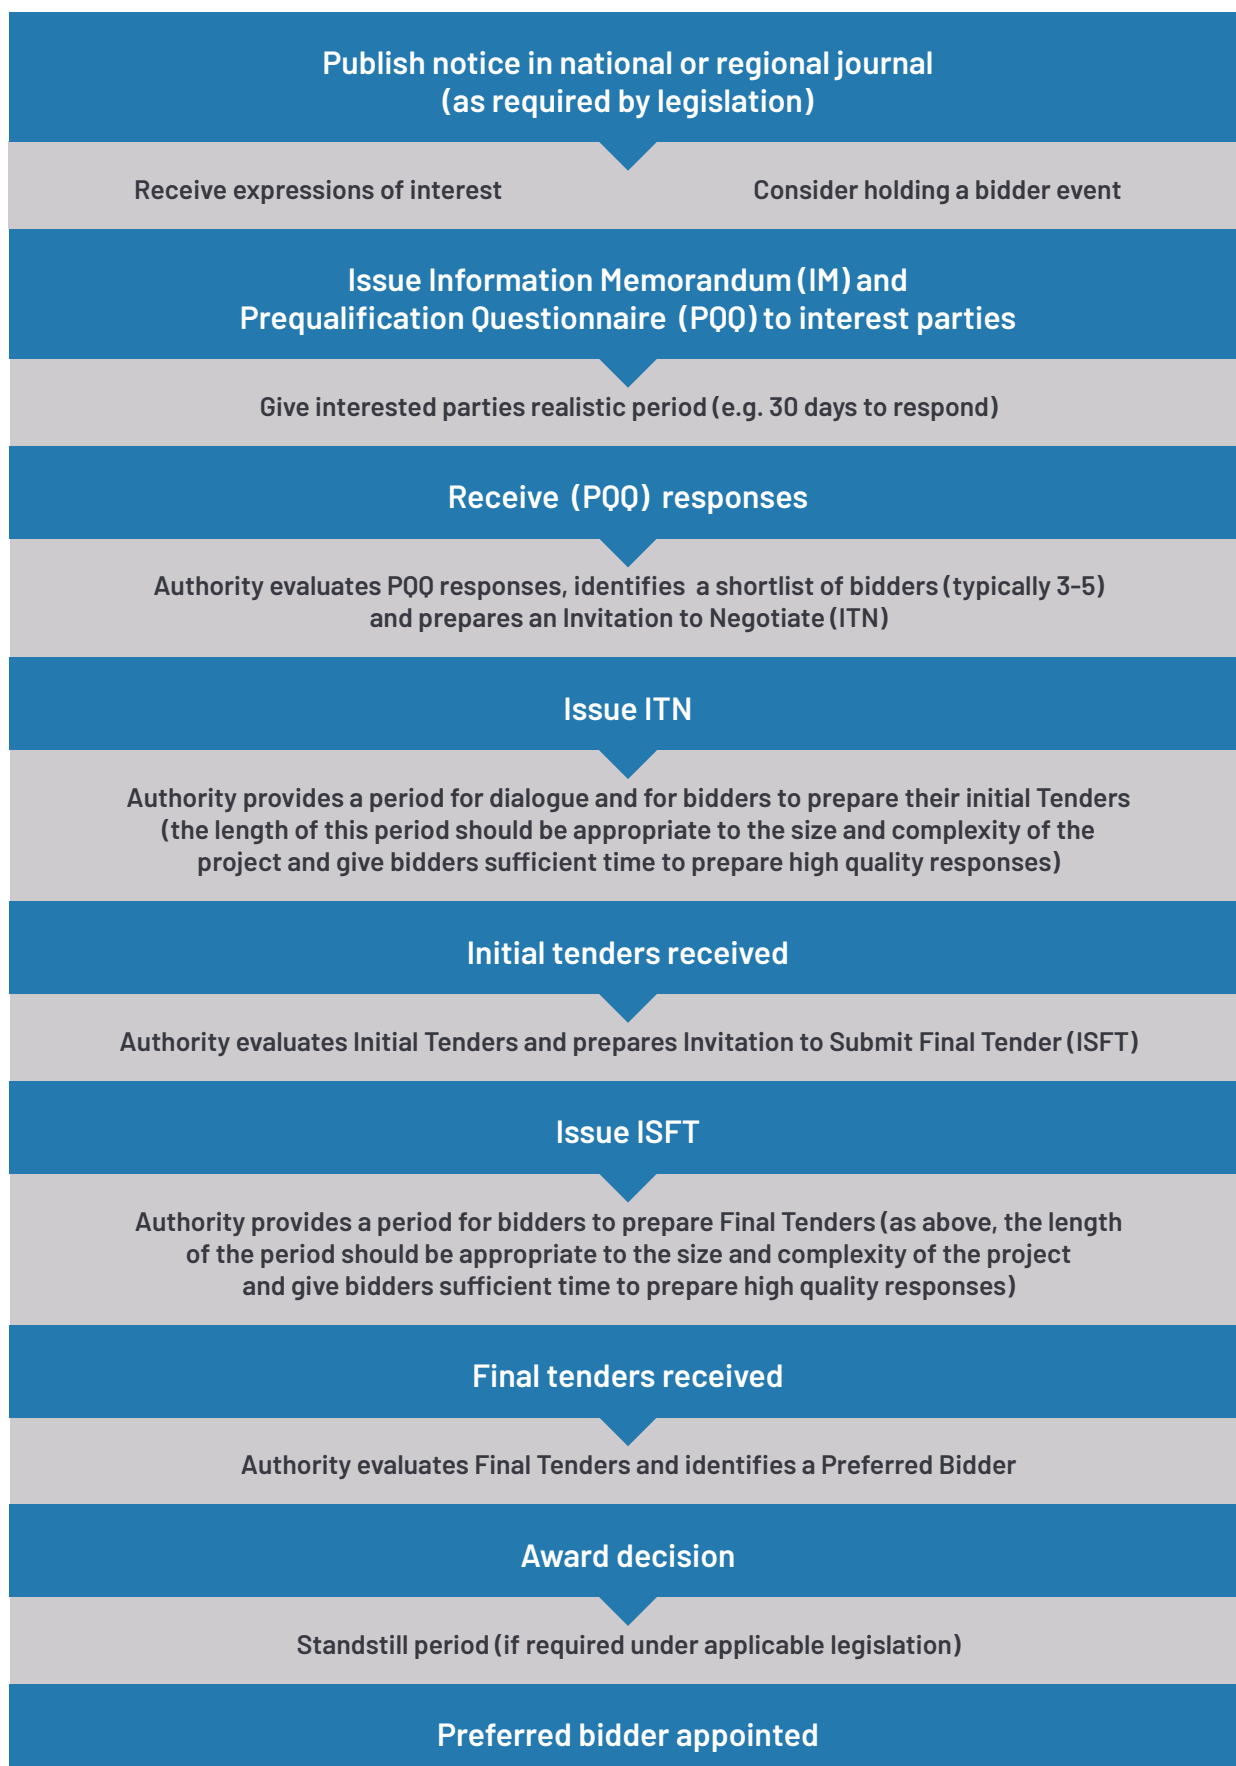 Publish notice in national or regional journal
(as required by legislation)
Receive expressions of interest
Consider holding a bidder event
Issue Information Memorandum (IM) and
Prequalification Questionnaire (PQQ) to interest parties
Give interested parties realistic period (e.g. 30 days to respond)
Receive (PQQ) responses
Authority evaluates PQQ responses, identifies a shortlist of bidders (typically 3-5)
and prepares an Invitation to Negotiate (ITN)
Issue ITN
Authority provides a period for dialogue and for bidders to prepare their initial Tenders
(the length of this period should be appropriate to the size and complexity of the
project and give bidders sufficient time to prepare high quality responses)
Initial tenders received
Authority evaluates Initial Tenders and prepares Invitation to Submit Final Tender (ISFT)
Issue ISFT
Authority provides a period for bidders to prepare Final Tenders (as above, the length
of the period should be appropriate to the size and complexity of the project
and give bidders sufficient time to prepare high quality responses)
Final tenders received
Authority evaluates Final Tenders and identifies a Preferred Bidder
Award decision
Standstill period (if required under applicable legislation)
Preferred bidder appointed